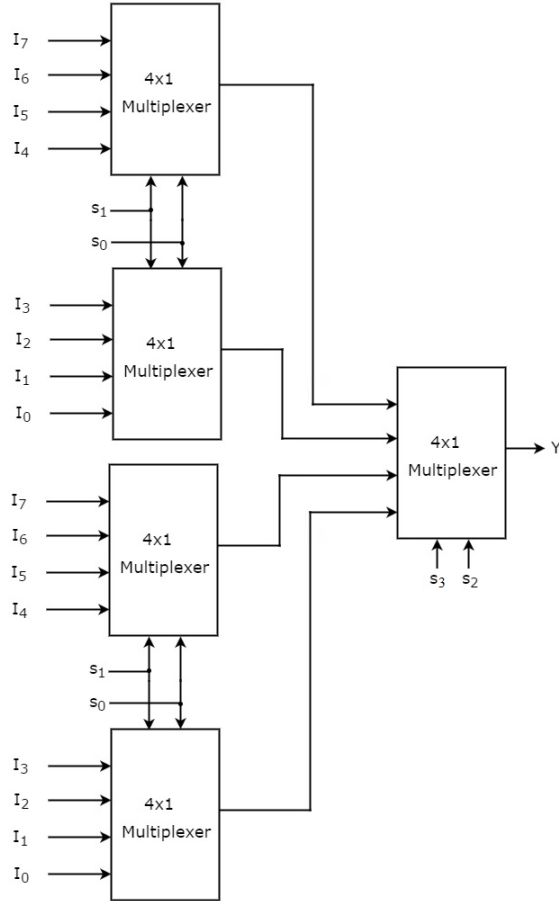 I₇
I₆
I₅
I₄
4x1
Multiplexer
s₁
s₀
I₃
I₂
I₁
I₀
4x1
Multiplexer
I₇
I₆
I₅
I₄
4x1
Multiplexer
s₁
s₀
I₃
I₂
I₁
I₀
4x1
Multiplexer
4x1
Multiplexer
Y
s₃ s₂